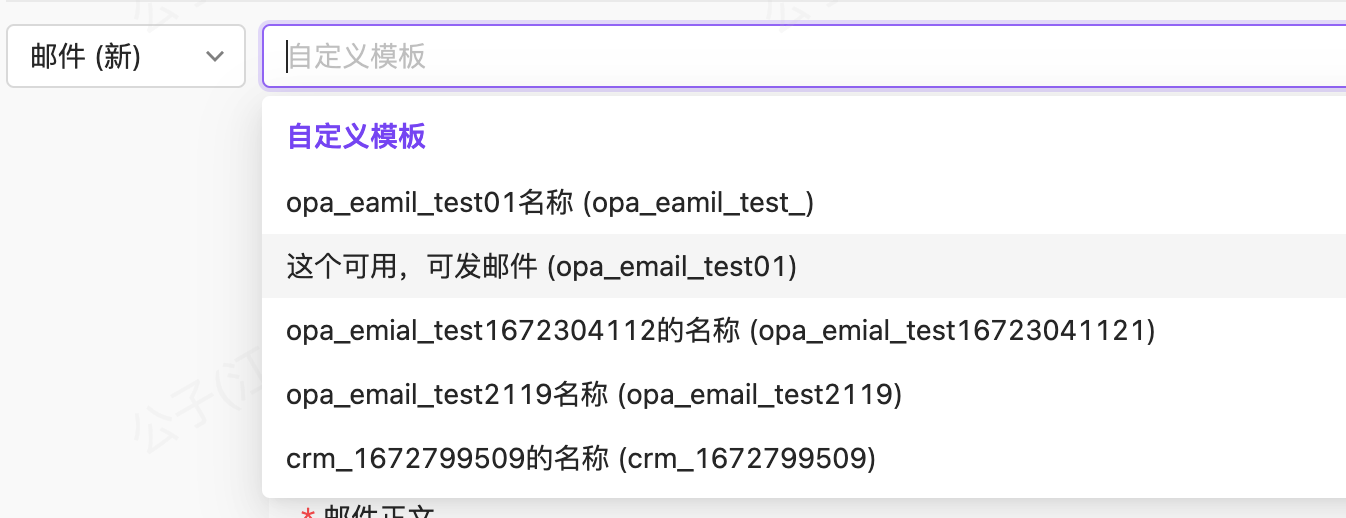 邮件 (新)
自定义模板
自定义模板
opa_eamil_test01名称 (opa_eamil_test_)
这个可用，可发邮件 (opa_email_test01)
opa_emial_test1672304112的名称 (opa_emial_test16723041121)
opa_email_test2119名称 (opa_email_test2119)
crm_1672799509的名称 (crm_1672799509)
* 邮件正文
公子(江